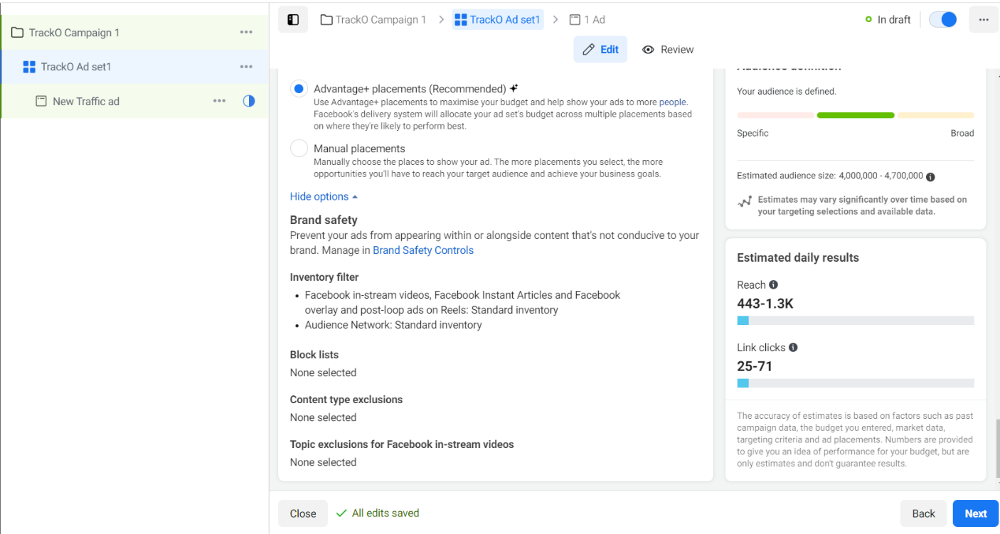 TrackO Campaign 1
TrackO Ad set1
New Traffic ad
TrackO Campaign 1 > TrackO Ad set1 > 1 Ad
In draft
Edit
Review
Advantage+ placements (Recommended)
Use Advantage+ placements to maximise your budget and help show your ads to more people.
Facebook's delivery system will allocate your ad set's budget across multiple placements based
on where they're likely to perform best.
Manual placements
Manually choose the places to show your ad. The more placements you select, the more
opportunities you'll have to reach your target audience and achieve your business goals.
Hide options
Brand safety
Prevent your ads from appearing within or alongside content that's not conducive to your
brand. Manage in Brand Safety Controls
Inventory filter
• Facebook in-stream videos, Facebook Instant Articles and Facebook
overlay and post-loop ads on Reels: Standard inventory
• Audience Network: Standard inventory
Block lists
None selected
Content type exclusions
None selected
Topic exclusions for Facebook in-stream videos
None selected
Audience definition
Your audience is defined.
Specific
Broad
Estimated audience size: 4,000,000 - 4,700,000
Estimates may vary significantly over time based on
your targeting selections and available data.
Estimated daily results
Reach
443-1.3K
Link clicks
25-71
The accuracy of estimates is based on factors such as past
campaign data, the budget you entered, market data,
targeting criteria and ad placements. Numbers are provided
to give you an idea of performance for your budget, but are
only estimates and don't guarantee results.
Close
All edits saved
Back
Next